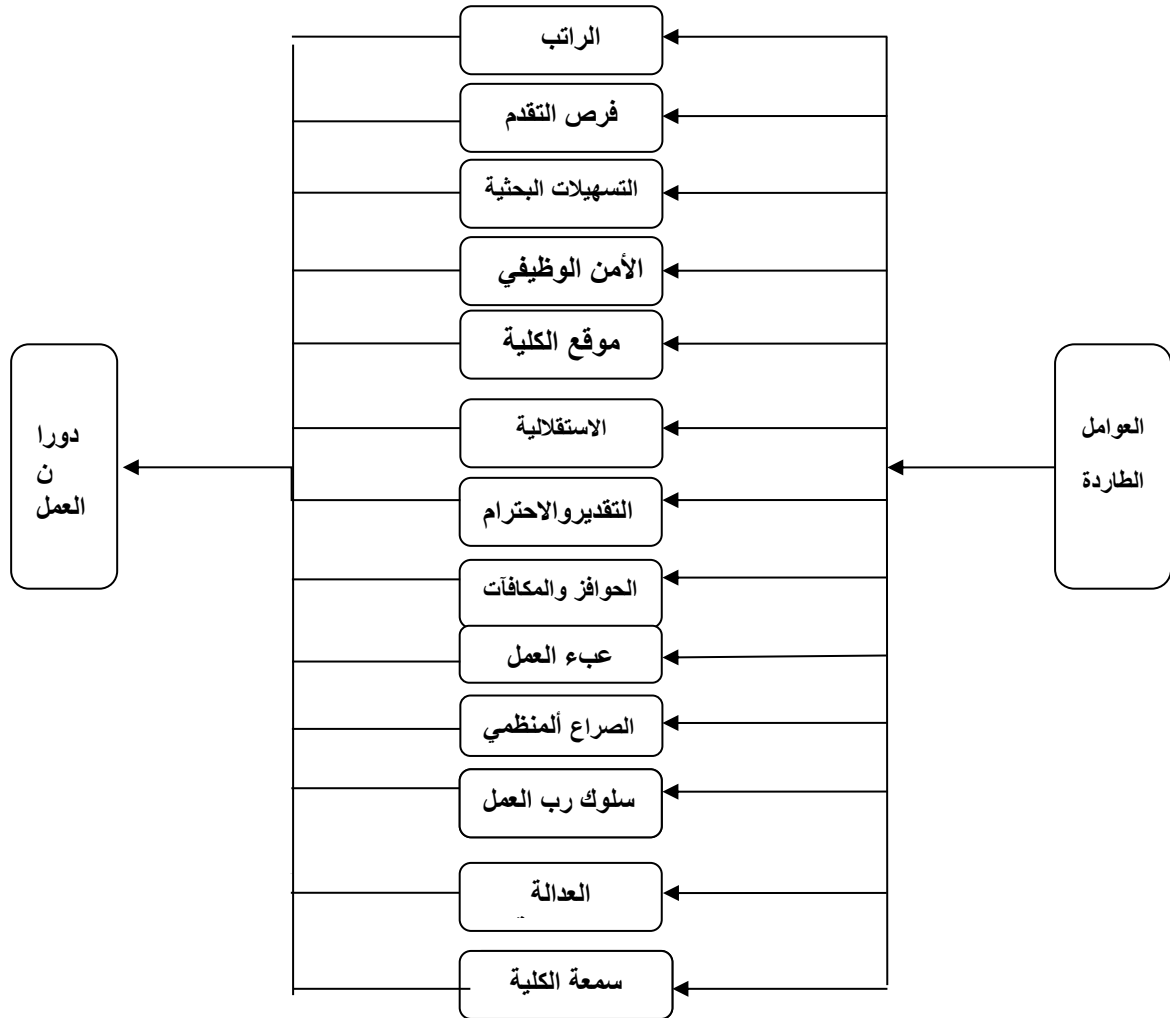 العوامل
الطاردة
الراتب
فرص التقدم
التسهيلات البحثية
الأمن الوظيفي
موقع الكلية
الاستقلالية
التقديروالاحترام
الحوافز والمكافآت
عبء العمل
الصراع ألمنظمي
سلوك رب العمل
العدالة
سمعة الكلية
دورا
ن
العمل